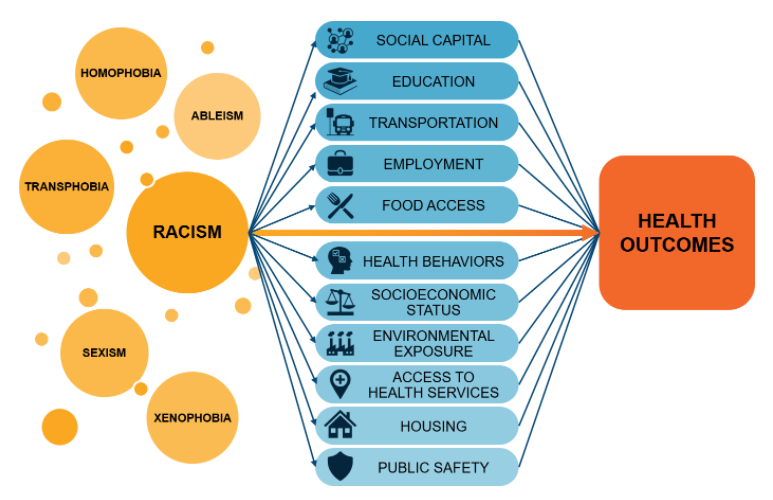 HOMOPHOBIA
ABLEISM
TRANSPHOBIA
RACISM
SEXISM
XENOPHOBIA
SOCIAL CAPITAL
EDUCATION
TRANSPORTATION
EMPLOYMENT
FOOD ACCESS
HEALTH BEHAVIORS
SOCIOECONOMIC
STATUS
ENVIRONMENTAL
EXPOSURE
ACCESS TO
HEALTH SERVICES
HOUSING
PUBLIC SAFETY
HEALTH
OUTCOMES